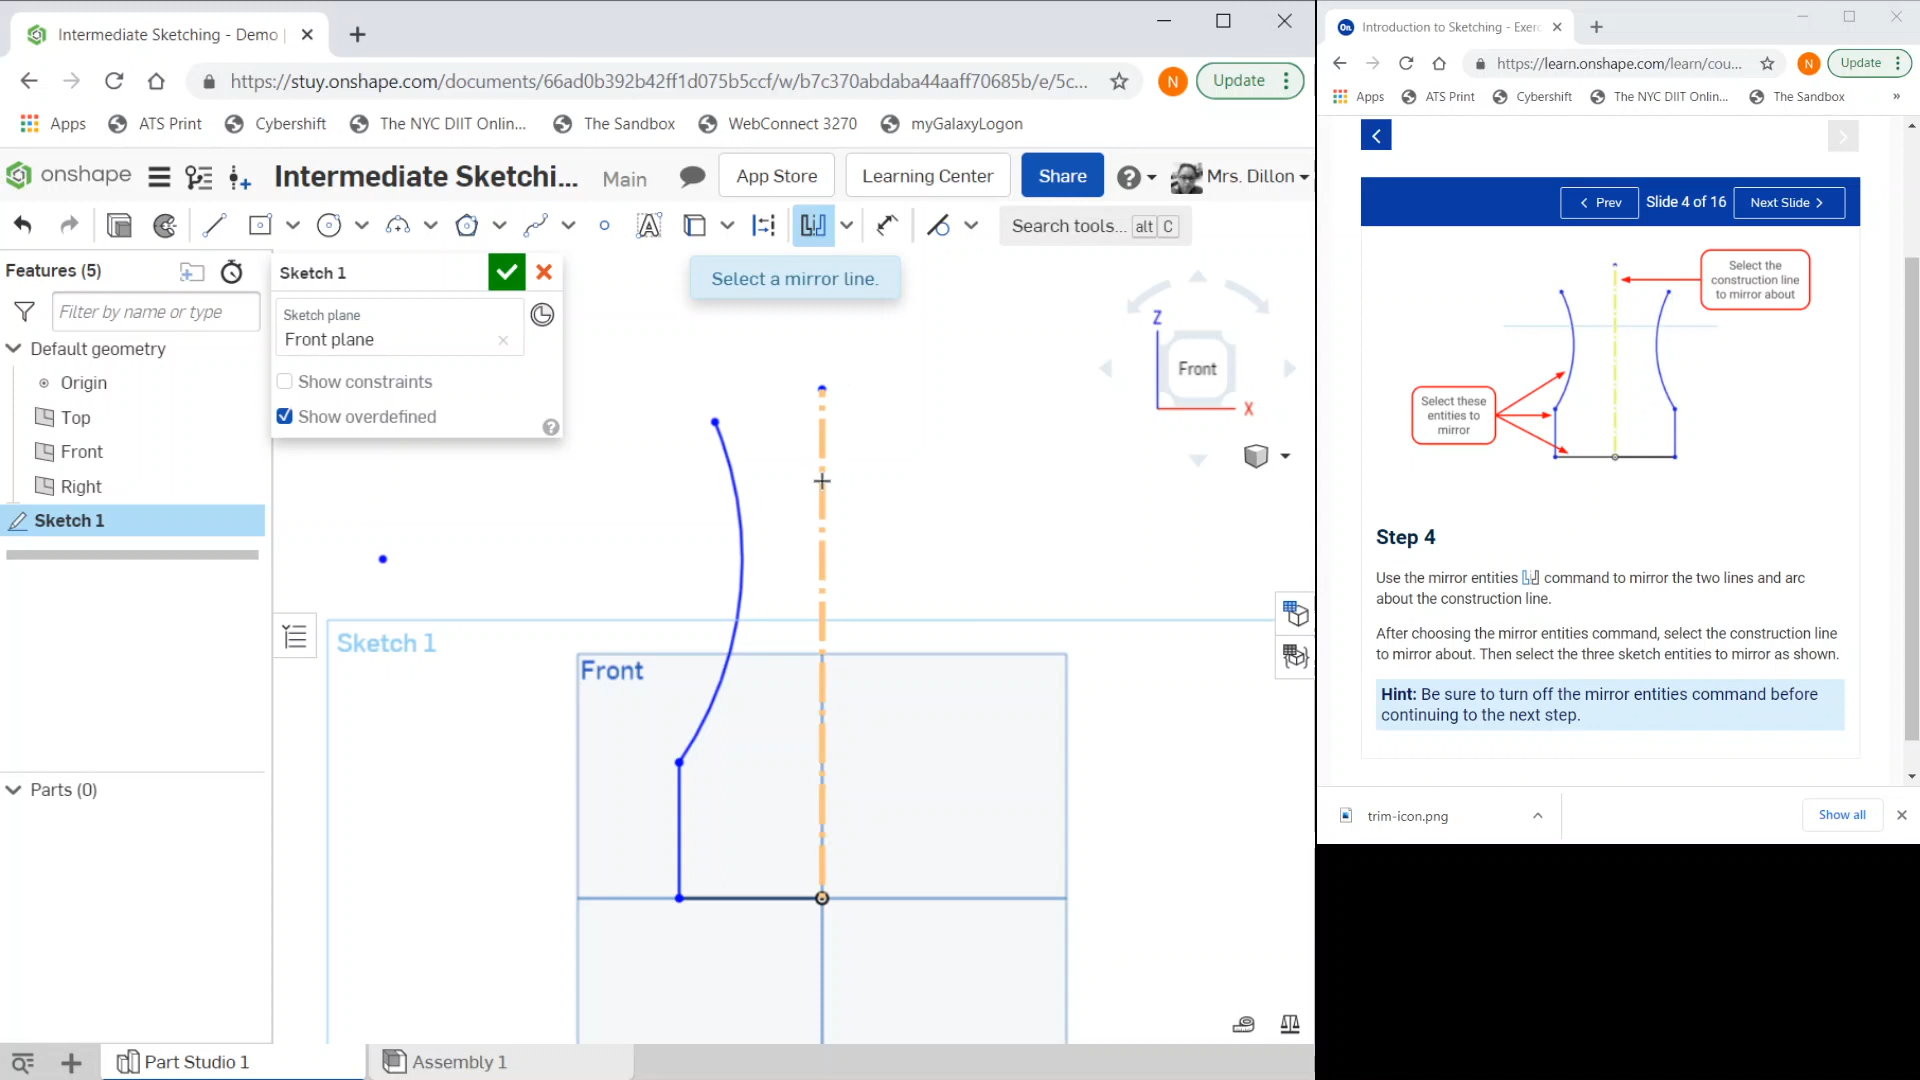 Intermediate Sketching - Demo |
https://stuy.onshape.com/documents/66ad0b392b42ff1d075b5ccf/w/b7c370abdaba44aaff70685b/e/5c...
N
Update
Apps
ATS Print
Cybershift
The NYC DIIT Onlin...
The Sandbox
WebConnect 3270
myGalaxyLogon
onshape
Intermediate Sketchi...
Main
App Store
Learning Center
Share
Mrs. Dillon
Search tools...
alt
C
Features (5)
Filter by name or type
Default geometry
Origin
Top
Front
Right
Sketch 1
Parts (0)
Sketch 1
Sketch plane
Front plane
Show constraints
Show overdefined
Select a mirror line.
Z
Front
X
Sketch 1
Front
Part Studio 1
Assembly 1
On
Introduction to Sketching - Exerc
https://learn.onshape.com/learn/cou...
N
Update
Apps
ATS Print
Cybershift
The NYC DIIT Onlin...
The Sandbox
»
Prev
Slide 4 of 16
Next Slide
Select the
construction line
to mirror about
Select these
entities to
mirror
Step 4
Use the mirror entities command to mirror the two lines and arc
about the construction line.
After choosing the mirror entities command, select the construction line
to mirror about. Then select the three sketch entities to mirror as shown.
Hint: Be sure to turn off the mirror entities command before
continuing to the next step.
trim-icon.png
Show all